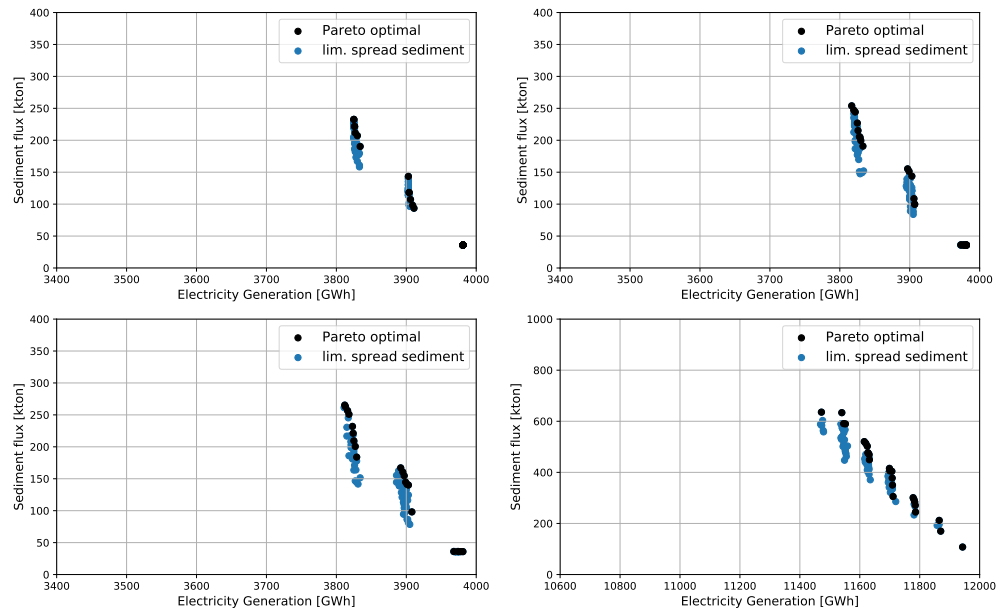 400
350
300
250
200
150
100
50
0
Sediment flux [kton]
Pareto optimal
lim. spread sediment
3400 3500 3600 3700 3800 3900 4000
Electricity Generation [GWh]
400
350
300
250
200
150
100
50
0
Sediment flux [kton]
Pareto optimal
lim. spread sediment
3400 3500 3600 3700 3800 3900 4000
Electricity Generation [GWh]
400
350
300
250
200
150
100
50
0
Sediment flux [kton]
Pareto optimal
lim. spread sediment
3400 3500 3600 3700 3800 3900 4000
Electricity Generation [GWh]
1000
800
600
400
200
0
Sediment flux [kton]
Pareto optimal
lim. spread sediment
10600 10800 11000 11200 11400 11600 11800 12000
Electricity Generation [GWh]